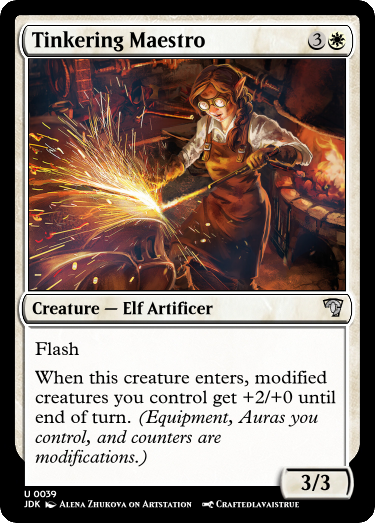 Tinkering Maestro 3
Creature — Elf Artificer
Flash
When this creature enters, modified
creatures you control get +2/+0 until
end of turn. (Equipment, Auras you
control, and counters are
modifications.)
3/3
U 0039
JDK Alena Zhukova on Artstation Craftedlavaistrue